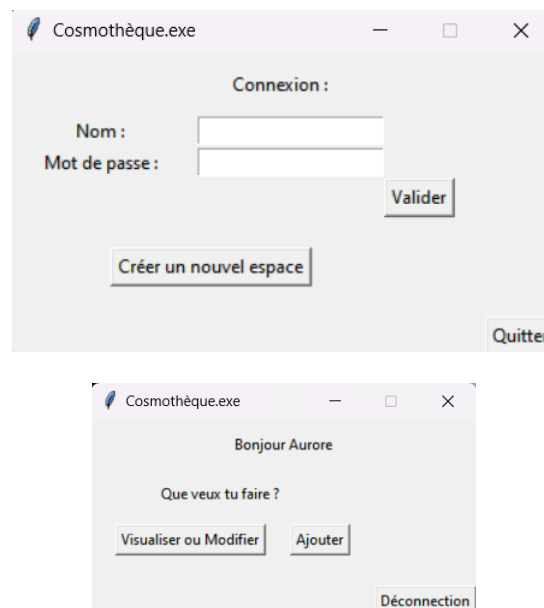 Cosmothèque.exe
Connexion :
Nom :
Mot de passe :
Valider
Créer un nouvel espace
Quitter
Cosmothèque.exe
Bonjour Aurore
Que veux tu faire ?
Visualiser ou Modifier Ajouter
Déconnection